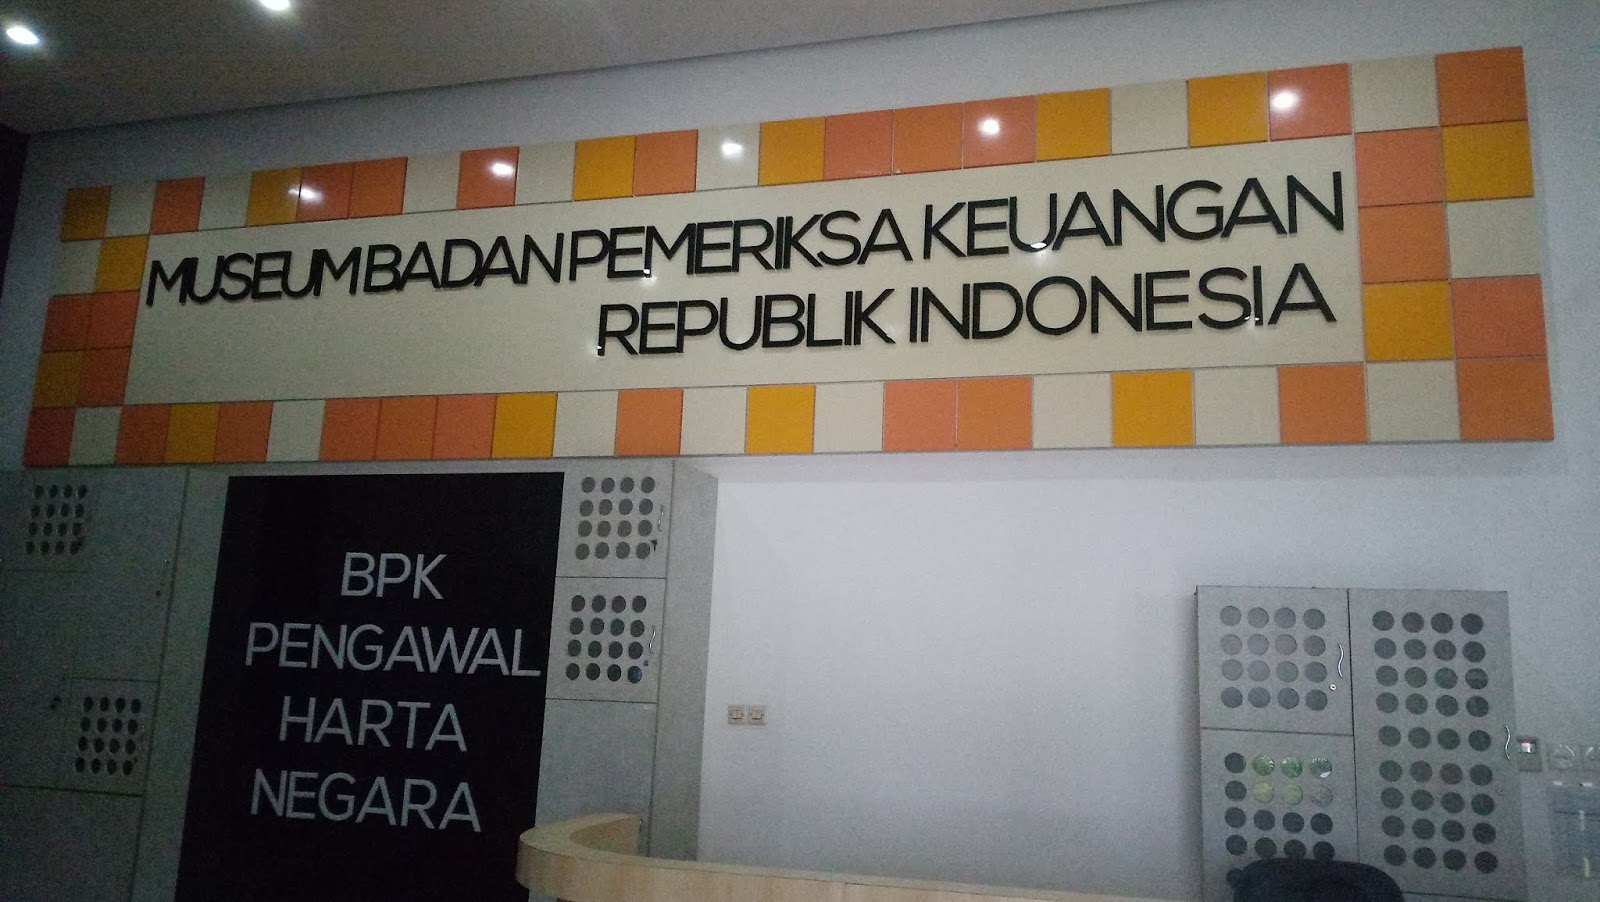 MUSEUM BADAN PEMERIKSA KEUANGAN
REPUBLIK INDONESIA
BPK
PENGAWAL
HARTA
NEGARA